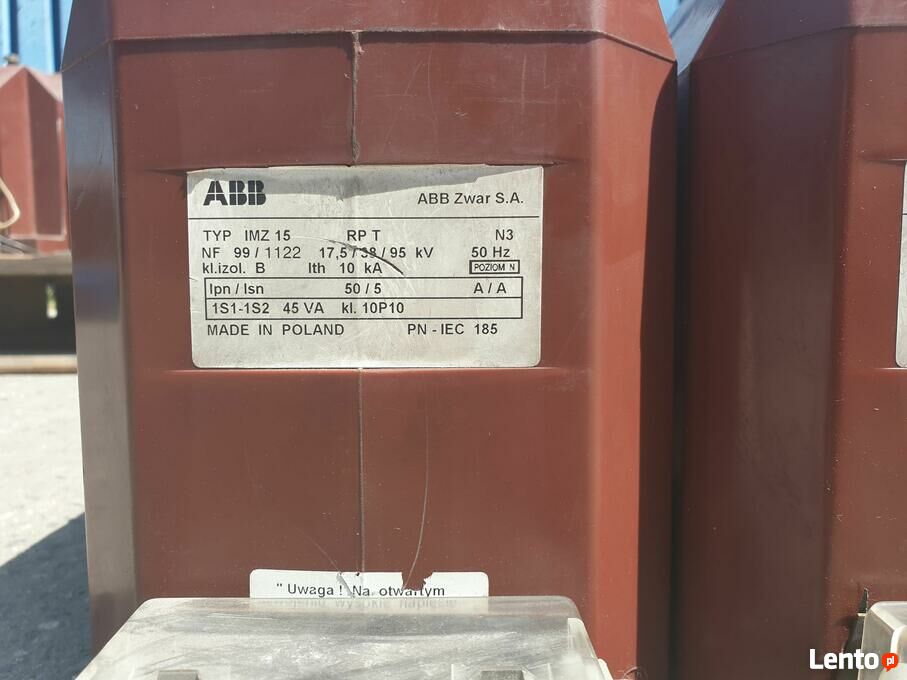 ABB
ABB Zwar S.A.
TYP IMZ 15 RP T N3
NF 99 / 1122 17,5 / 38 / 95 kV 50 Hz
kl.izol. B Ith 10 kA POZIOM N
Ipn / Isn 50 / 5 A / A
1S1-1S2 45 VA kl. 10P10
MADE IN POLAND PN - IEC 185
" Uwaga ! Na otwartym
wysokie napięcie
Lento.pl